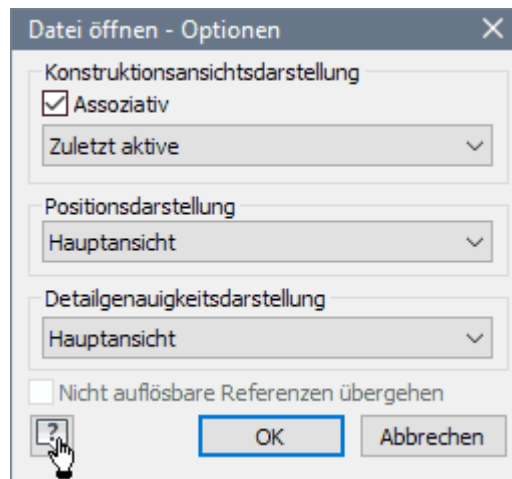 Datei öffnen - Optionen
Konstruktionsansichtsdarstellung
Assoziativ
Zuletzt aktive
Positionsdarstellung
Hauptansicht
Detailgenauigkeitsdarstellung
Hauptansicht
Nicht auflösbare Referenzen übergehen
? OK Abbrechen